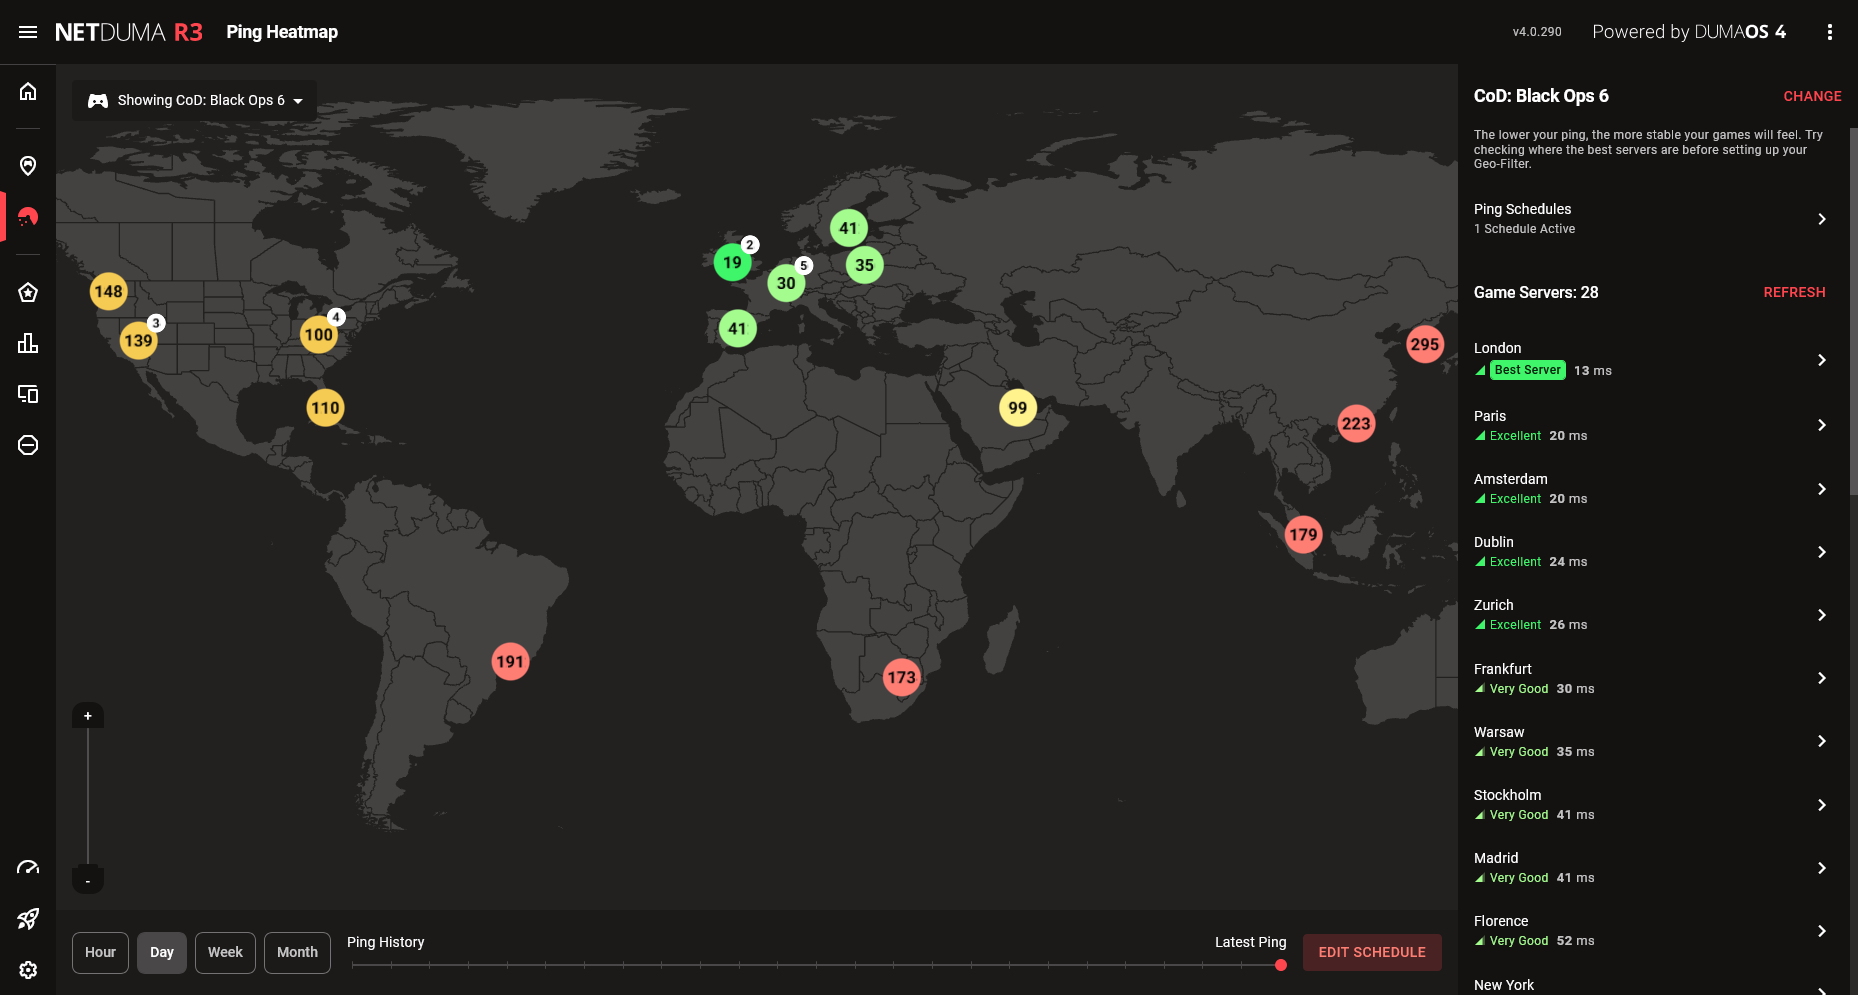 NETDUMA R3
Ping Heatmap
v4.0.290
Powered by DUMAOS 4
Showing CoD: Black Ops 6
41
2
19
5
30
35
148
3
139
4
100
41
295
110
99
223
179
191
173
+
-
Hour
Day
Week
Month
Ping History
Latest Ping
EDIT SCHEDULE
CoD: Black Ops 6
CHANGE
The lower your ping, the more stable your games will feel. Try
checking where the best servers are before setting up your
Geo-Filter.
Ping Schedules
1 Schedule Active
Game Servers: 28
REFRESH
London
Best Server 13 ms
Paris
Excellent 20 ms
Amsterdam
Excellent 20 ms
Dublin
Excellent 24 ms
Zurich
Excellent 26 ms
Frankfurt
Very Good 30 ms
Warsaw
Very Good 35 ms
Stockholm
Very Good 41 ms
Madrid
Very Good 41 ms
Florence
Very Good 52 ms
New York